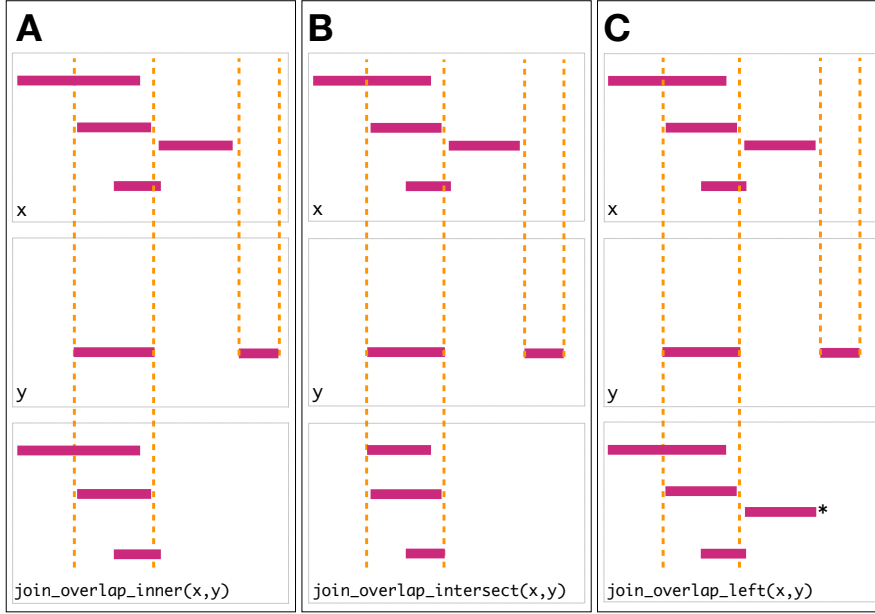 A
x
y
join_overlap_inner(x,y)
B
x
y
join_overlap_intersect(x,y)
C
x
y
*
join_overlap_left(x,y)